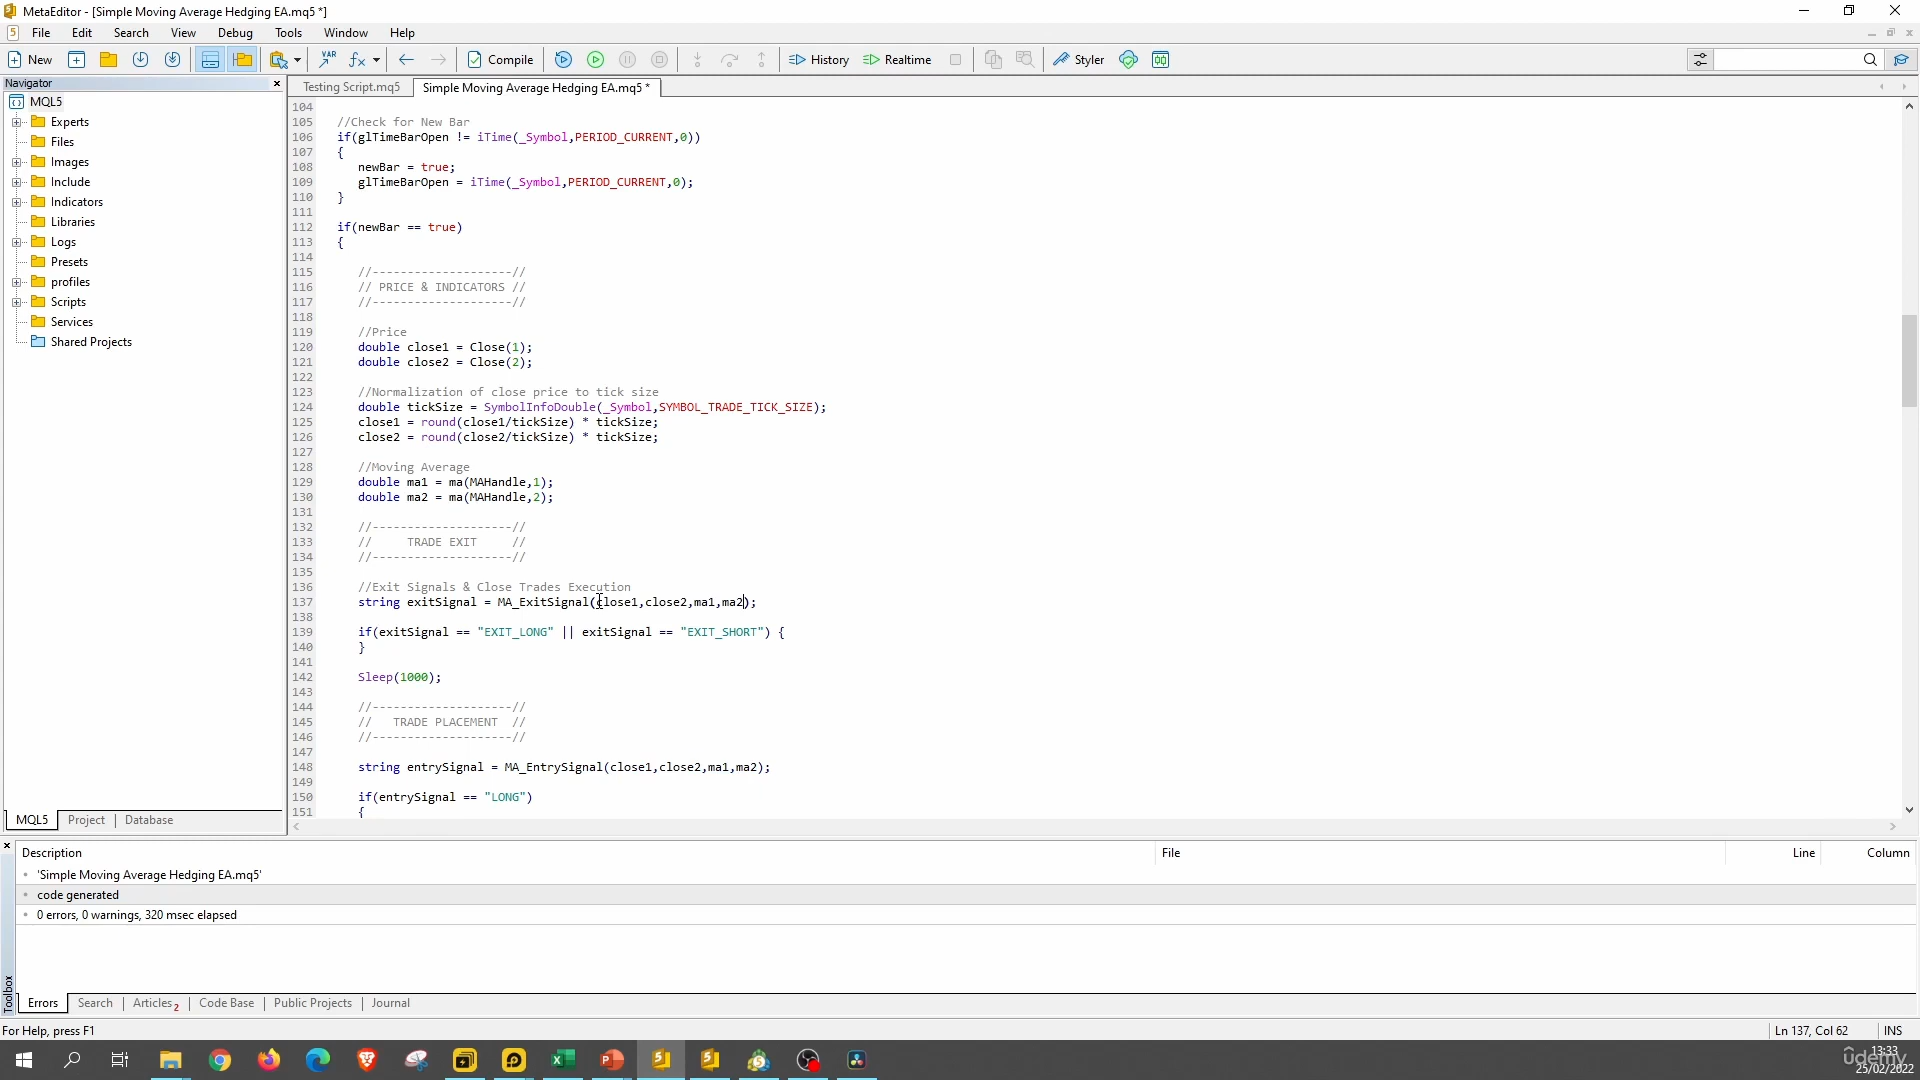 MetaEditor - [Simple Moving Average Hedging EA.mq5 *]
File Edit Search View Debug Tools Window Help
New Compile History Realtime Styler
Navigator
MQL5
Experts
Files
Images
Include
Indicators
Libraries
Logs
Presets
profiles
Scripts
Services
Shared Projects
MQL5 Project Database
Testing Script.mq5 Simple Moving Average Hedging EA.mq5 *
104
105 //Check for New Bar
106 if(glTimeBarOpen != iTime(_Symbol,PERIOD_CURRENT,0))
107 {
108 newBar = true;
109 glTimeBarOpen = iTime(_Symbol,PERIOD_CURRENT,0);
110 }
111
112 if(newBar == true)
113 {
114
115 //--------------------//
116 // PRICE & INDICATORS //
117 //--------------------//
118
119 //Price
120 double close1 = Close(1);
121 double close2 = Close(2);
122
123 //Normalization of close price to tick size
124 double tickSize = SymbolInfoDouble(_Symbol,SYMBOL_TRADE_TICK_SIZE);
125 close1 = round(close1/tickSize) * tickSize;
126 close2 = round(close2/tickSize) * tickSize;
127
128 //Moving Average
129 double ma1 = ma(MAHandle,1);
130 double ma2 = ma(MAHandle,2);
131
132 //--------------------//
133 // TRADE EXIT //
134 //--------------------//
135
136 //Exit Signals & Close Trades Execution
137 string exitSignal = MA_ExitSignal(close1,close2,ma1,ma2);
138
139 if(exitSignal == "EXIT_LONG" || exitSignal == "EXIT_SHORT") {
140 }
141
142 Sleep(1000);
143
144 //--------------------//
145 // TRADE PLACEMENT //
146 //--------------------//
147
148 string entrySignal = MA_EntrySignal(close1,close2,ma1,ma2);
149
150 if(entrySignal == "LONG")
151 {
Description File Line Column
'Simple Moving Average Hedging EA.mq5'
code generated
0 errors, 0 warnings, 320 msec elapsed
Toolbox
Errors Search Articles 2 Code Base Public Projects Journal
For Help, press F1 Ln 137, Col 62 INS
13:33
ûdemy
25/02/2022